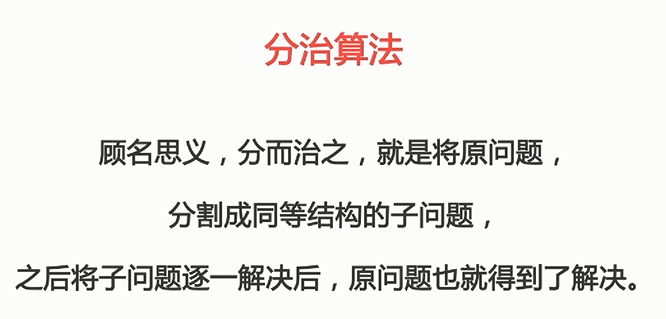 分治算法
顾名思义，分而治之，就是将原问题，
分割成同等结构的子问题，
之后将子问题逐一解决后，原问题也就得到了解决。